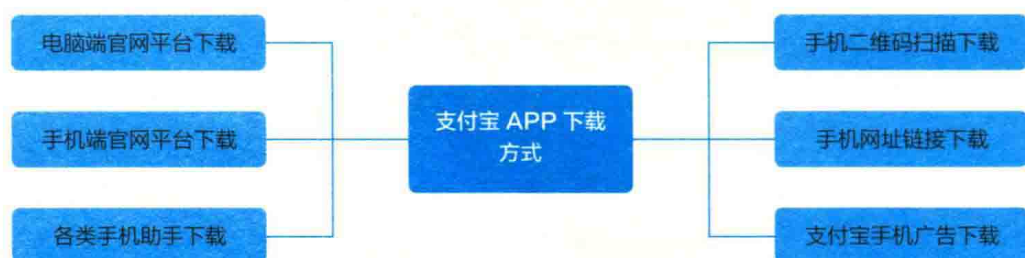 电脑端官网平台下载
手机端官网平台下载
各类手机助手下载
支付宝 APP 下载
方式
手机二维码扫描下载
手机网址链接下载
支付宝手机广告下载